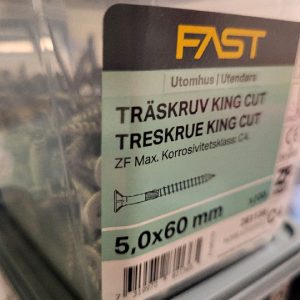 FAST
Utomhus | Utendørs
TRÄSKRUV KING CUT
TRESKRUE KING CUT
ZF Max. Korrosivitetsklass: C4.
5,0x60 mm